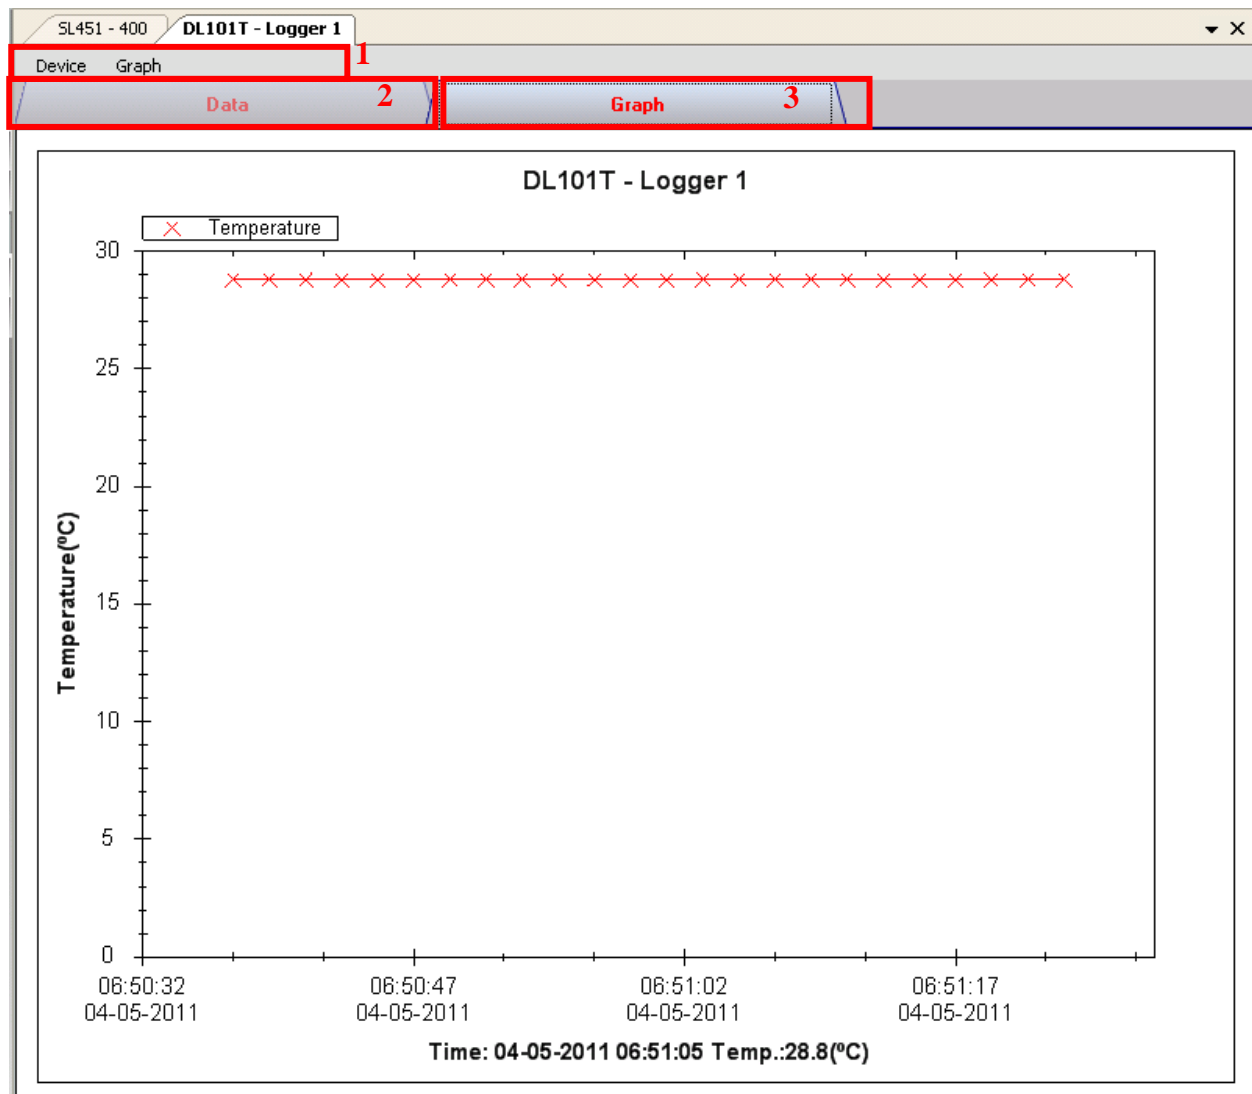 SL451 - 400 DL101T - Logger 1
1
Device Graph
Data 2 Graph 3
DL101T - Logger 1
Temperature
30
25
20
15
10
5
0
Temperature(ºC)
06:50:32 06:50:47 06:51:02 06:51:17
04-05-2011 04-05-2011 04-05-2011 04-05-2011
Time: 04-05-2011 06:51:05 Temp.:28.8(ºC)